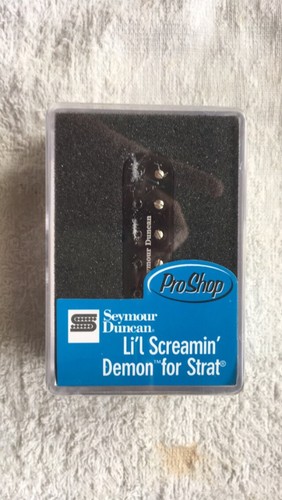 Seymour Duncan
ProShop
Seymour
Duncan®
Li'l Screamin'
Demon™ for Strat®